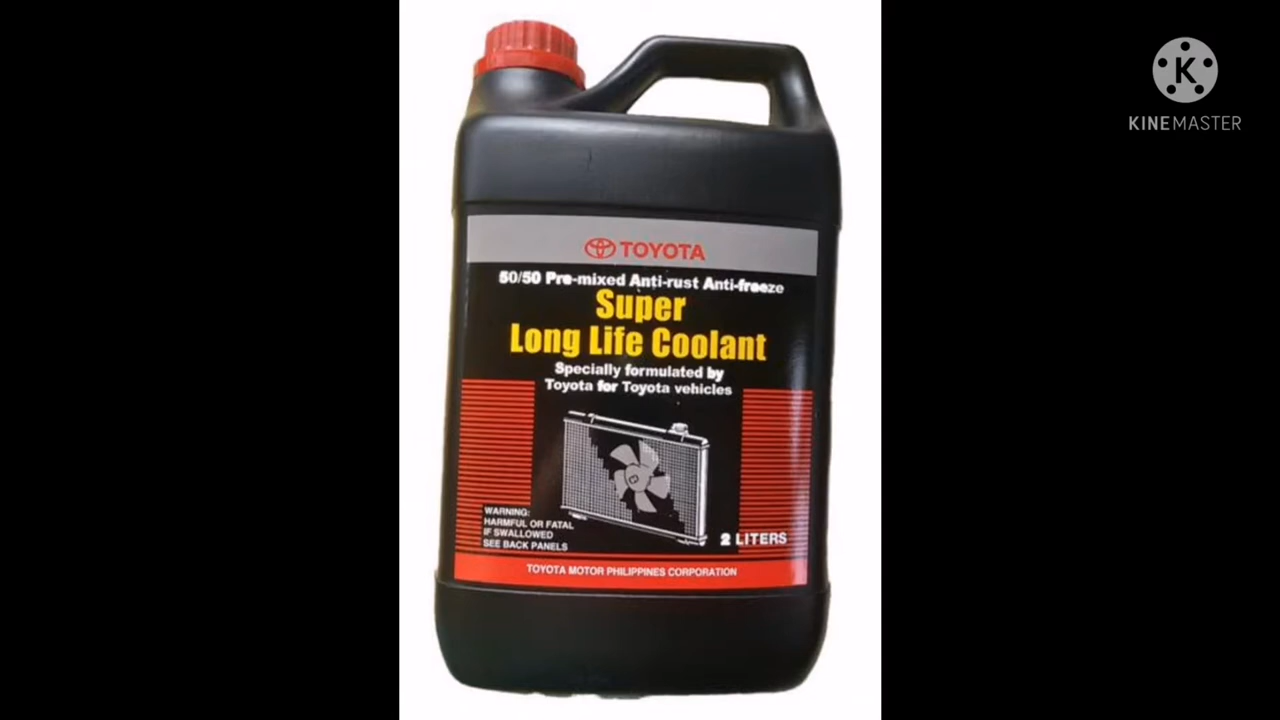 TOYOTA
50/50 Pre-mixed Anti-rust Anti-freeze
Super
Long Life Coolant
Specially formulated by
Toyota for Toyota vehicles
WARNING:
HARMFUL OR FATAL
IF SWALLOWED
SEE BACK PANELS
2 LITERS
TOYOTA MOTOR PHILIPPINES CORPORATION
K
KINEMASTER